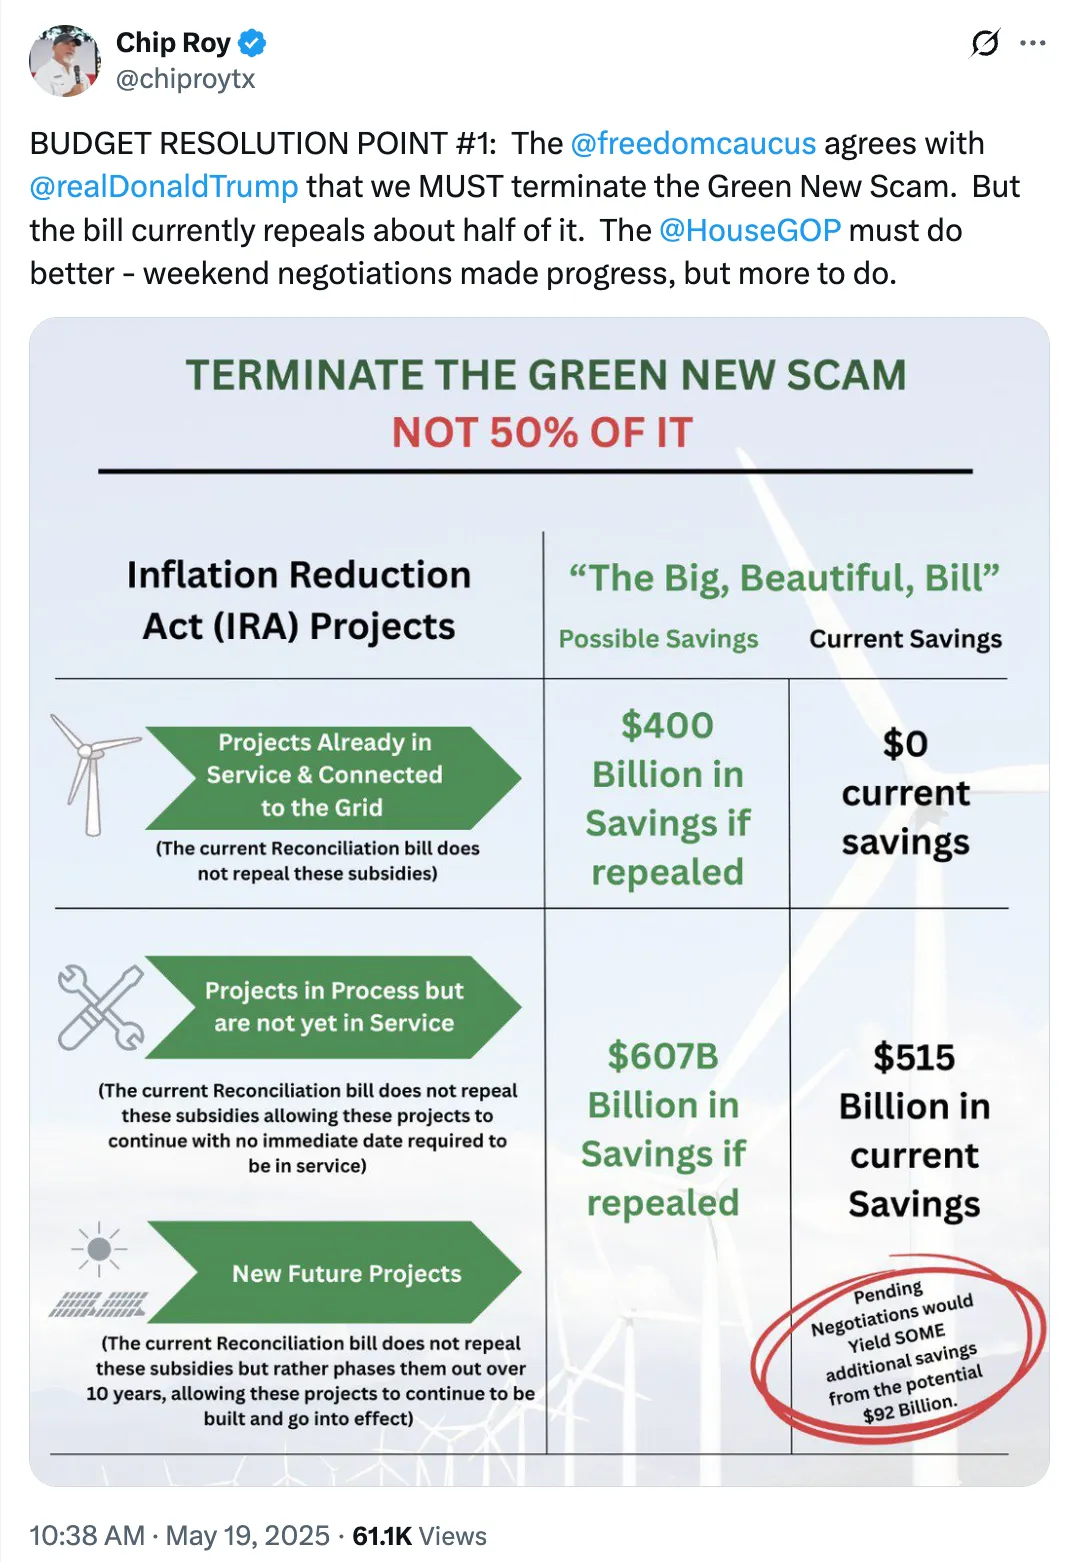 Chip Roy
@chiproytx
BUDGET RESOLUTION POINT #1:  The @freedomcaucus agrees with
@realDonaldTrump that we MUST terminate the Green New Scam.  But
the bill currently repeals about half of it.  The @HouseGOP must do
better - weekend negotiations made progress, but more to do.
TERMINATE THE GREEN NEW SCAM
NOT 50% OF IT
Inflation Reduction
Act (IRA) Projects
“The Big, Beautiful, Bill”
Possible Savings
Current Savings
Projects Already in
Service & Connected
to the Grid
(The current Reconciliation bill does
not repeal these subsidies)
$400
Billion in
Savings if
repealed
$0
current
savings
Projects in Process but
are not yet in Service
(The current Reconciliation bill does not repeal
these subsidies allowing these projects to
continue with no immediate date required to
be in service)
$607B
Billion in
Savings if
repealed
$515
Billion in
current
Savings
New Future Projects
(The current Reconciliation bill does not repeal
these subsidies but rather phases them out over
10 years, allowing these projects to continue to be
built and go into effect)
Pending
Negotiations would
Yield SOME
additional savings
from the potential
$92 Billion.
10:38 AM · May 19, 2025 · 61.1K Views